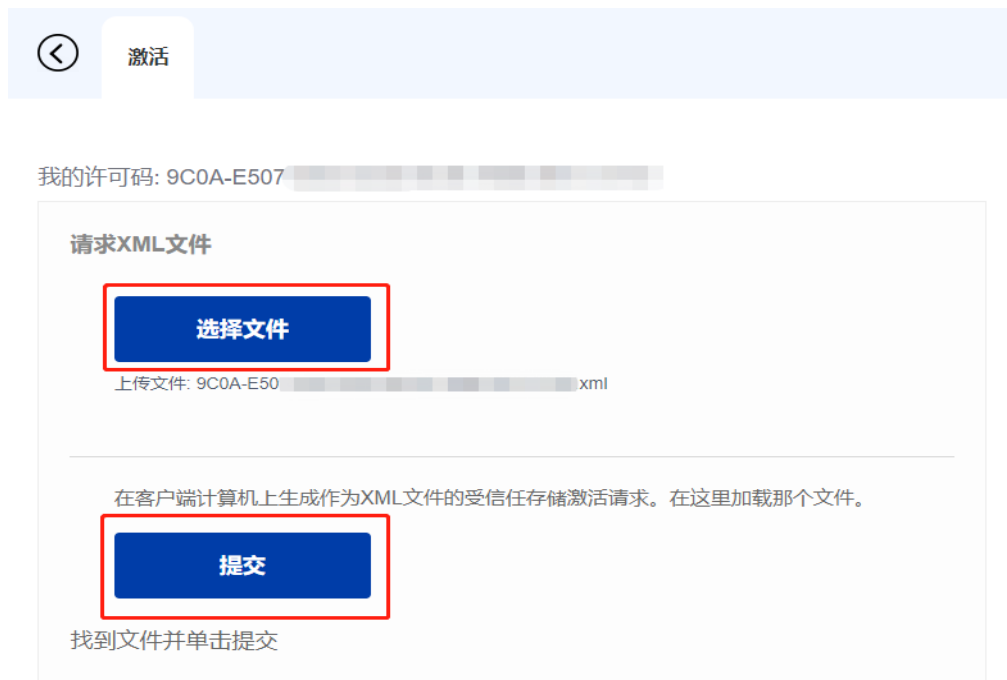 激活
我的许可码: 9C0A-E507
请求XML文件
选择文件
上传文件: 9C0A-E50 xml
在客户端计算机上生成作为XML文件的受信任存储激活请求。在这里加载那个文件。
提交
找到文件并单击提交